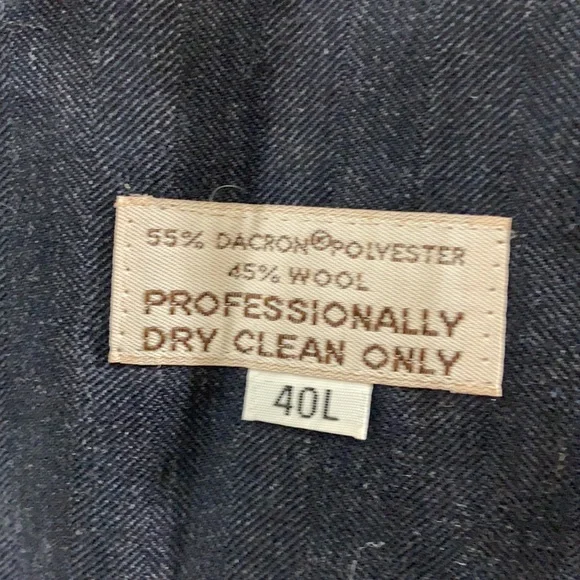 55% DACRON® POLYESTER
45% WOOL
PROFESSIONALLY
DRY CLEAN ONLY
40L